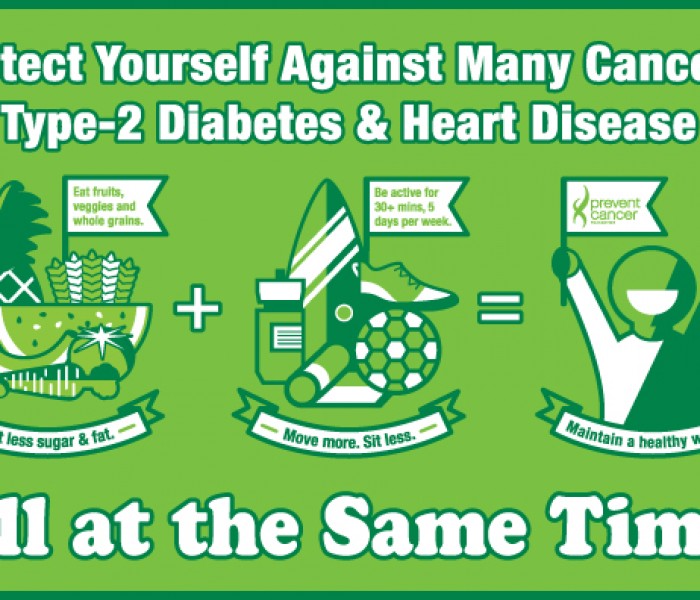 tect Yourself Against Many Cance
Type-2 Diabetes & Heart Disease
Eat fruits,
veggies and
whole grains.
Be active for
30+ mins, 5
days per week.
prevent
cancer
+
=
t less sugar & fat.
Move more. Sit less.
Maintain a healthy w
ll at the Same Tim